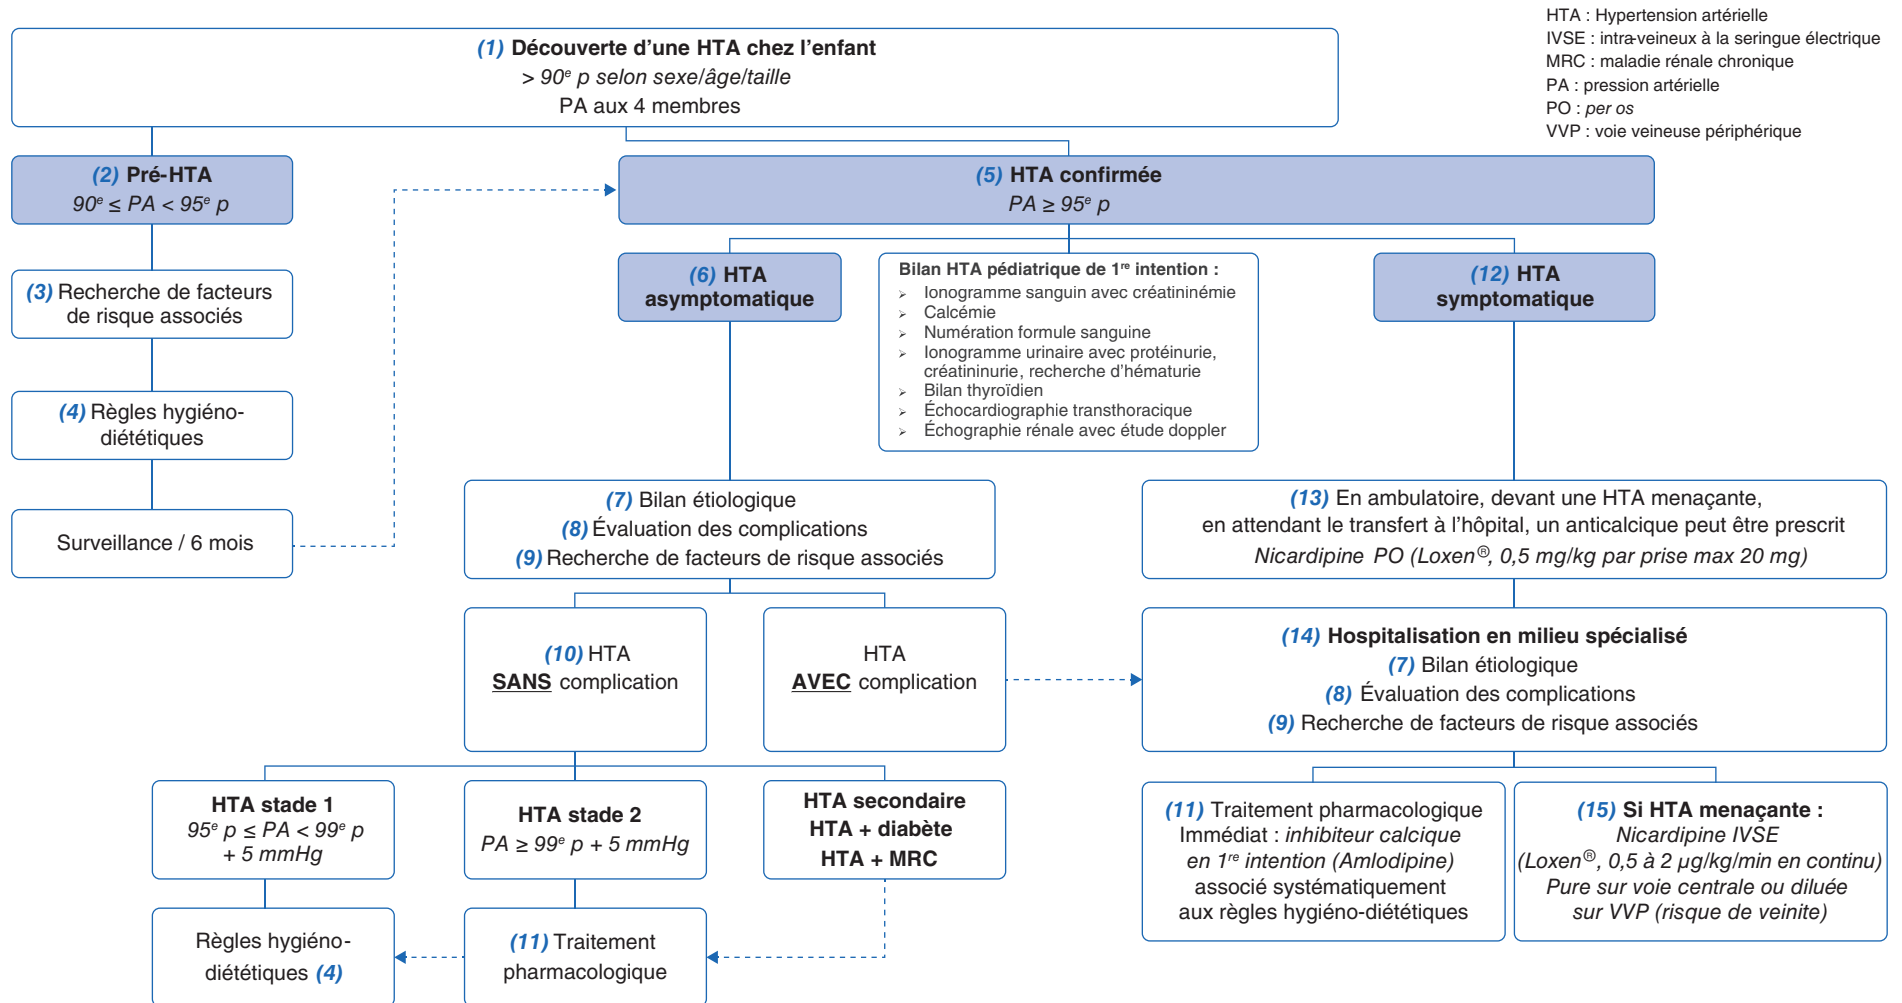 HTA : Hypertension artérielle
IVSE : intra-veineux à la seringue électrique
MRC : maladie rénale chronique
PA : pression artérielle
PO : per os
VVP : voie veineuse périphérique
(1) Découverte d'une HTA chez l'enfant
> 90e p selon sexe/âge/taille
PA aux 4 membres
(2) Pré-HTA
90e ≤ PA < 95e p
(3) Recherche de facteurs
de risque associés
(4) Règles hygiéno-
diététiques
Surveillance / 6 mois
(5) HTA confirmée
PA ≥ 95e p
(6) HTA
asymptomatique
Bilan HTA pédiatrique de 1re intention :
➢ Ionogramme sanguin avec créatininémie
➢ Calcémie
➢ Numération formule sanguine
➢ Ionogramme urinaire avec protéinurie,
créatininurie, recherche d'hématurie
➢ Bilan thyroïdien
➢ Échocardiographie transthoracique
➢ Échographie rénale avec étude doppler
(12) HTA
symptomatique
(7) Bilan étiologique
(8) Évaluation des complications
(9) Recherche de facteurs de risque associés
(13) En ambulatoire, devant une HTA menaçante,
en attendant le transfert à l'hôpital, un anticalcique peut être prescrit
Nicardipine PO (Loxen®, 0,5 mg/kg par prise max 20 mg)
(10) HTA
SANS complication
HTA
AVEC complication
(14) Hospitalisation en milieu spécialisé
(7) Bilan étiologique
(8) Évaluation des complications
(9) Recherche de facteurs de risque associés
HTA stade 1
95e p ≤ PA < 99e p
+ 5 mmHg
HTA stade 2
PA ≥ 99e p + 5 mmHg
HTA secondaire
HTA + diabète
HTA + MRC
(11) Traitement pharmacologique
Immédiat : inhibiteur calcique
en 1re intention (Amlodipine)
associé systématiquement
aux règles hygiéno-diététiques
(15) Si HTA menaçante :
Nicardipine IVSE
(Loxen®, 0,5 à 2 µg/kg/min en continu)
Pure sur voie centrale ou diluée
sur VVP (risque de veinite)
Règles hygiéno-
diététiques (4)
(11) Traitement
pharmacologique